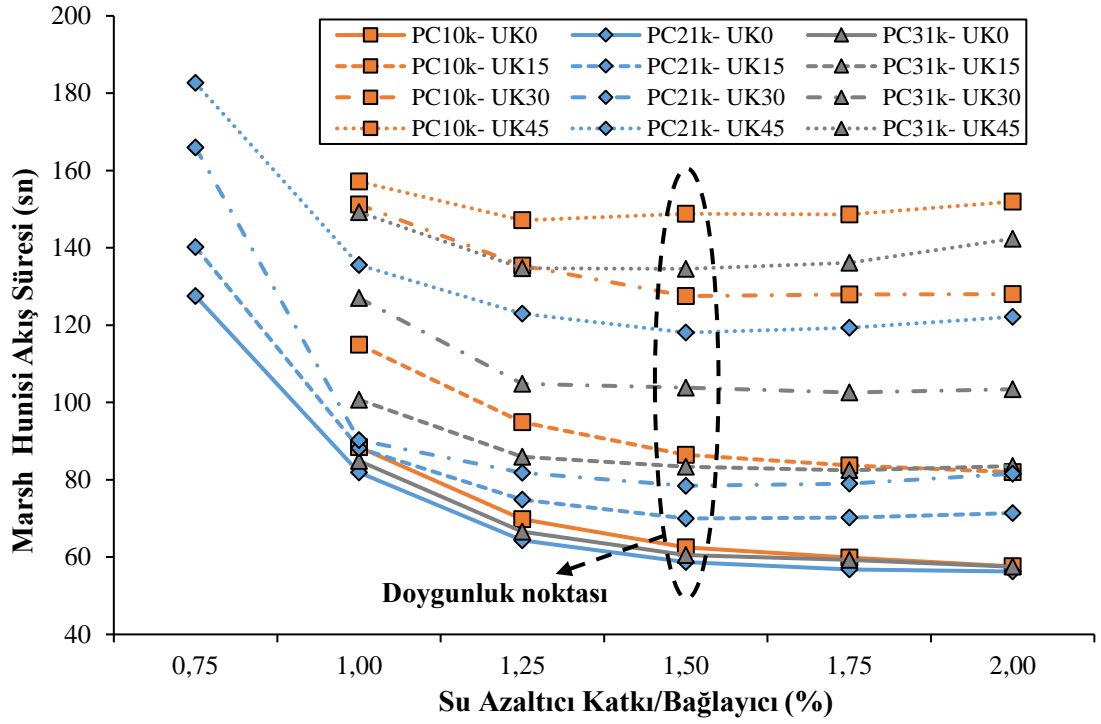 200
180
160
140
120
100
80
60
40
Marsh Hunisi Akış Süresi (sn)
PC10k- UK0 PC21k- UK0 PC31k- UK0
PC10k- UK15 PC21k- UK15 PC31k- UK15
PC10k- UK30 PC21k- UK30 PC31k- UK30
PC10k- UK45 PC21k- UK45 PC31k- UK45
Doygunluk noktası
0,75 1,00 1,25 1,50 1,75 2,00
Su Azaltıcı Katkı/Bağlayıcı (%)